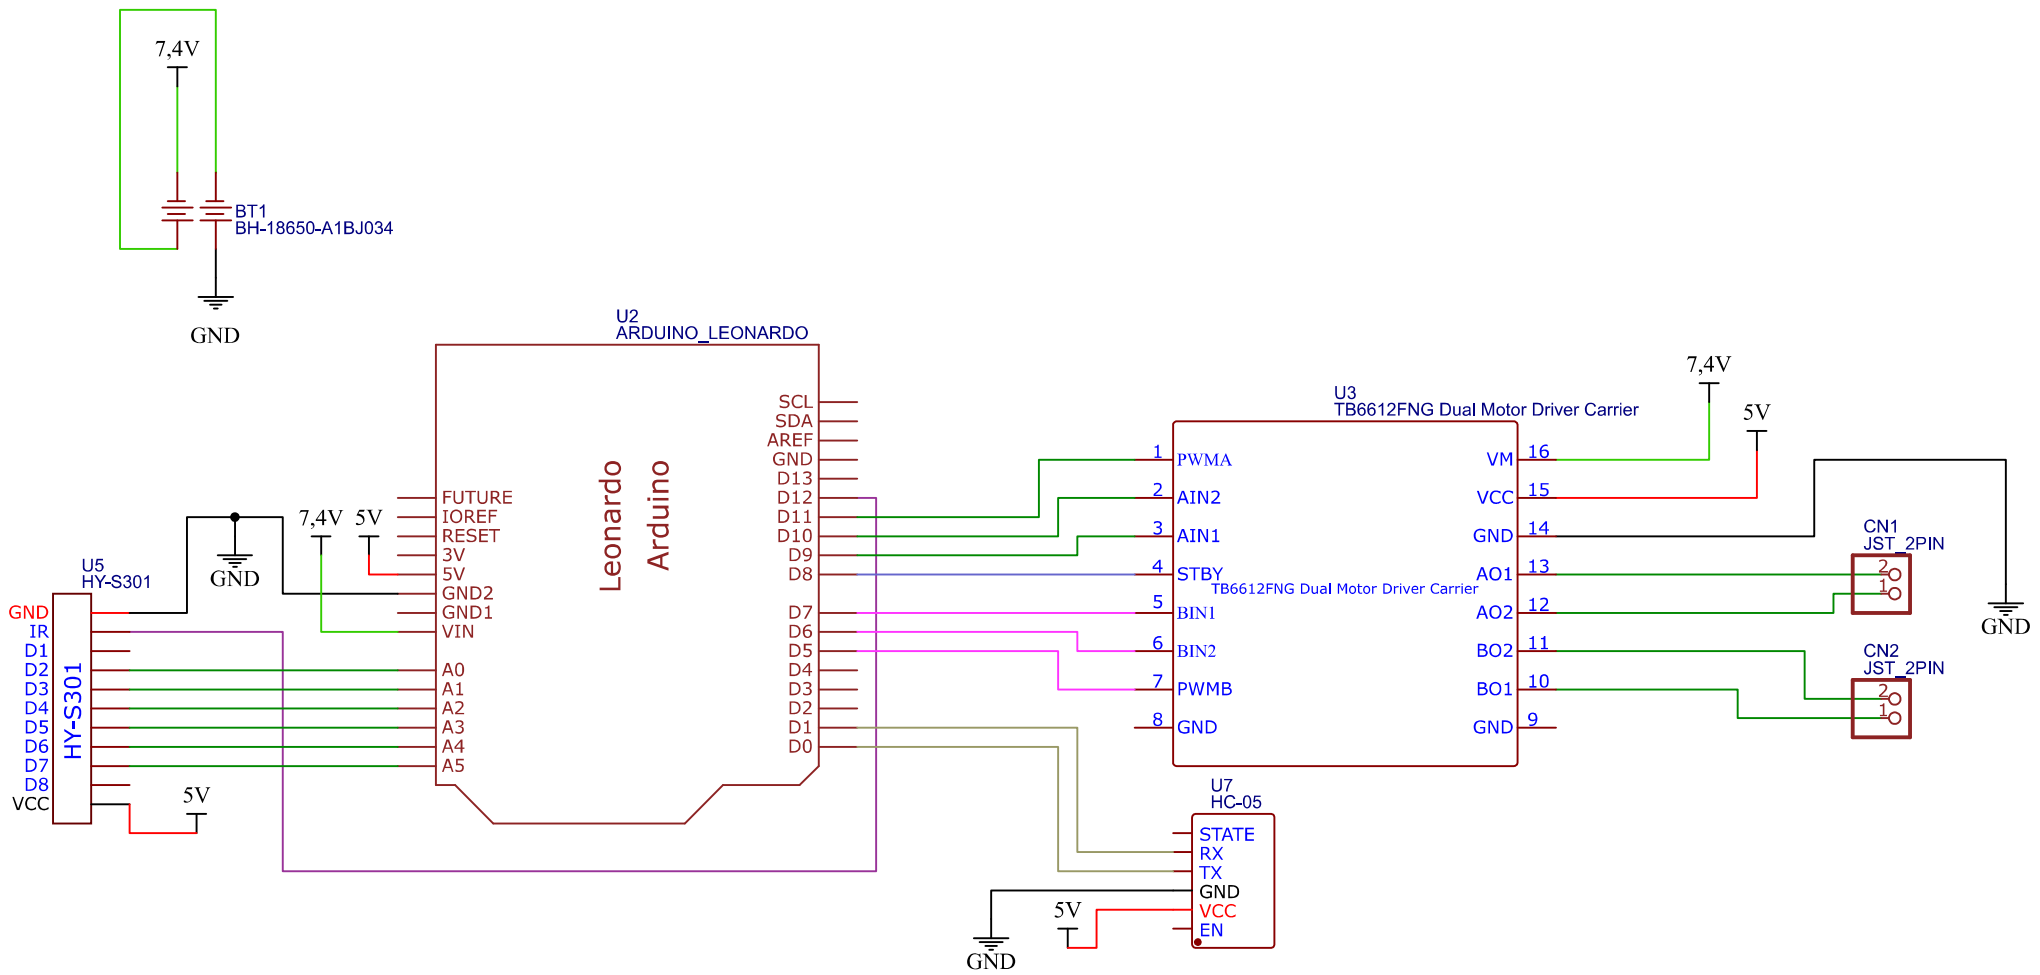 7,4V
BT1
BH-18650-A1BJ034
GND
U2
ARDUINO_LEONARDO
Leonardo
Arduino
SCL
SDA
AREF
GND
D13
D12
D11
D10
D9
D8
D7
D6
D5
D4
D3
D2
D1
D0
FUTURE
IOREF
RESET
3V
5V
GND2
GND1
VIN
A0
A1
A2
A3
A4
A5
7,4V
5V
GND
U5
HY-S301
GND
IR
D1
D2
D3
D4
D5
D6
D7
D8
VCC
HY-S301
5V
U3
TB6612FNG Dual Motor Driver Carrier
1 PWMA
2 AIN2
3 AIN1
4 STBY
TB6612FNG Dual Motor Driver Carrier
5 BIN1
6 BIN2
7 PWMB
8 GND
VM 16
VCC 15
GND 14
AO1 13
AO2 12
BO2 11
BO1 10
GND 9
7,4V
5V
GND
CN1
JST_2PIN
2
1
CN2
JST_2PIN
2
1
U7
HC-05
STATE
RX
TX
GND
VCC
EN
5V
GND